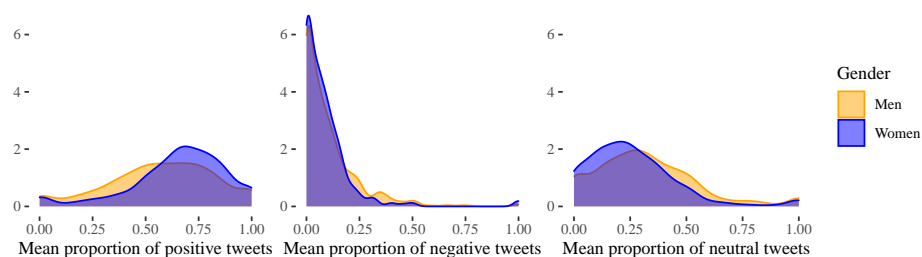 6
4
2
0
0.00 0.25 0.50 0.75 1.00
Mean proportion of positive tweets
6
4
2
0
0.00 0.25 0.50 0.75 1.00
Mean proportion of negative tweets
6
4
2
0
0.00 0.25 0.50 0.75 1.00
Mean proportion of neutral tweets
Gender
Men
Women